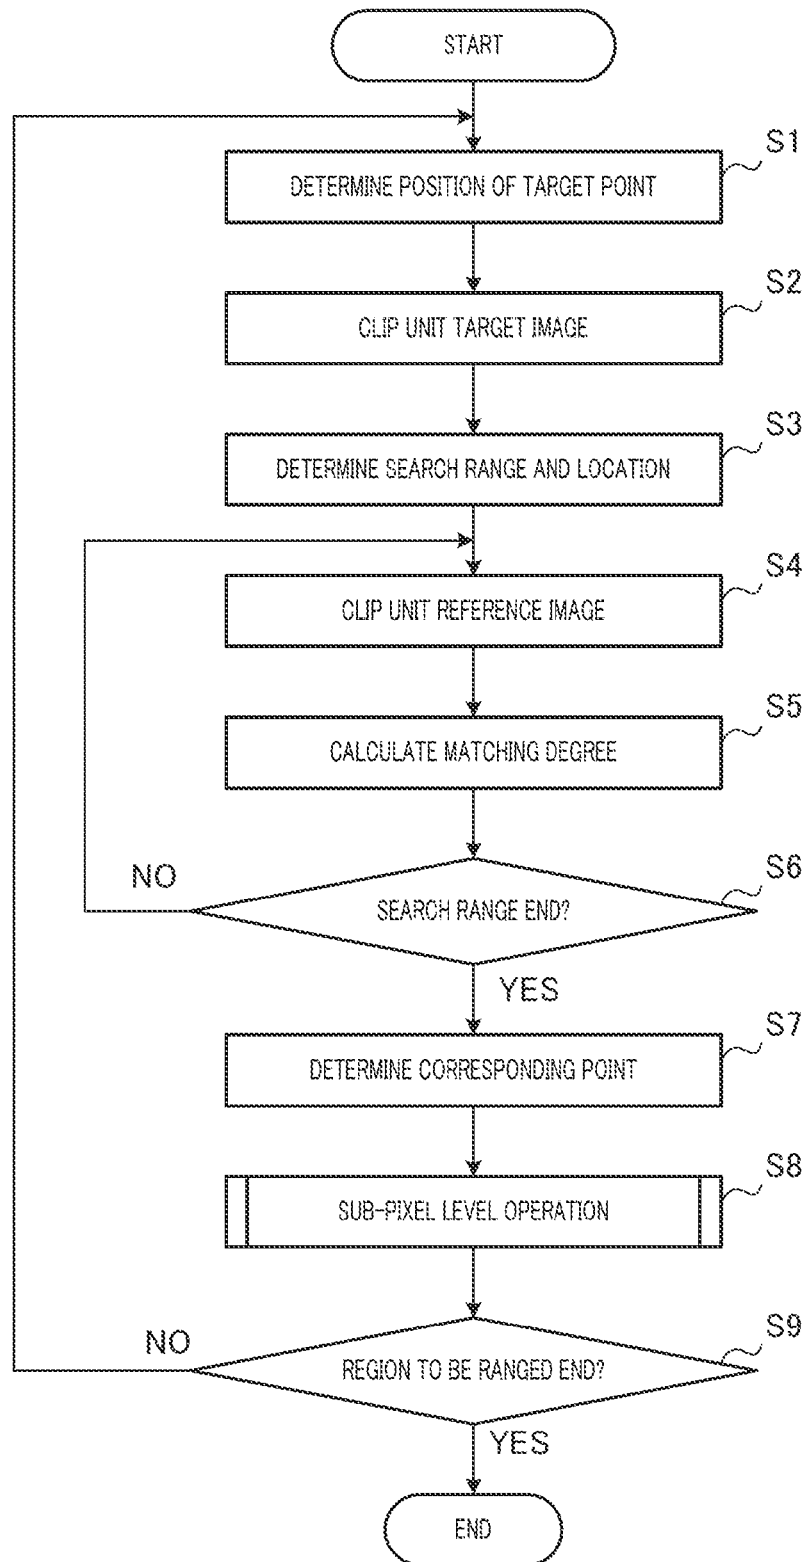 START
S1
DETERMINE POSITION OF TARGET POINT
S2
CLIP UNIT TARGET IMAGE
S3
DETERMINE SEARCH RANGE AND LOCATION
S4
CLIP UNIT REFERENCE IMAGE
S5
CALCULATE MATCHING DEGREE
S6
NO
SEARCH RANGE END?
YES
S7
DETERMINE CORRESPONDING POINT
S8
SUB-PIXEL LEVEL OPERATION
S9
NO
REGION TO BE RANGED END?
YES
END